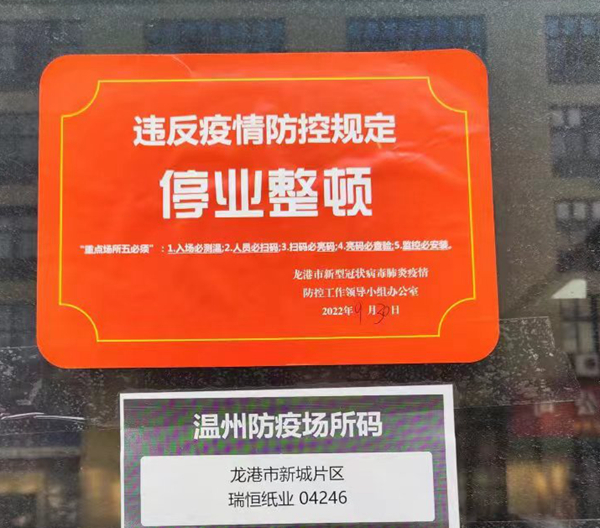 违反疫情防控规定
停业整顿
“重点场所五必须”：1.入场必测温;2.人员必扫码;3.扫码必亮码;4.亮码必查验;5.监控必安装。
龙港市新型冠状病毒肺炎疫情
防控工作领导小组办公室
2022年9月30日
温州防疫场所码
龙港市新城片区
瑞恒纸业 04246